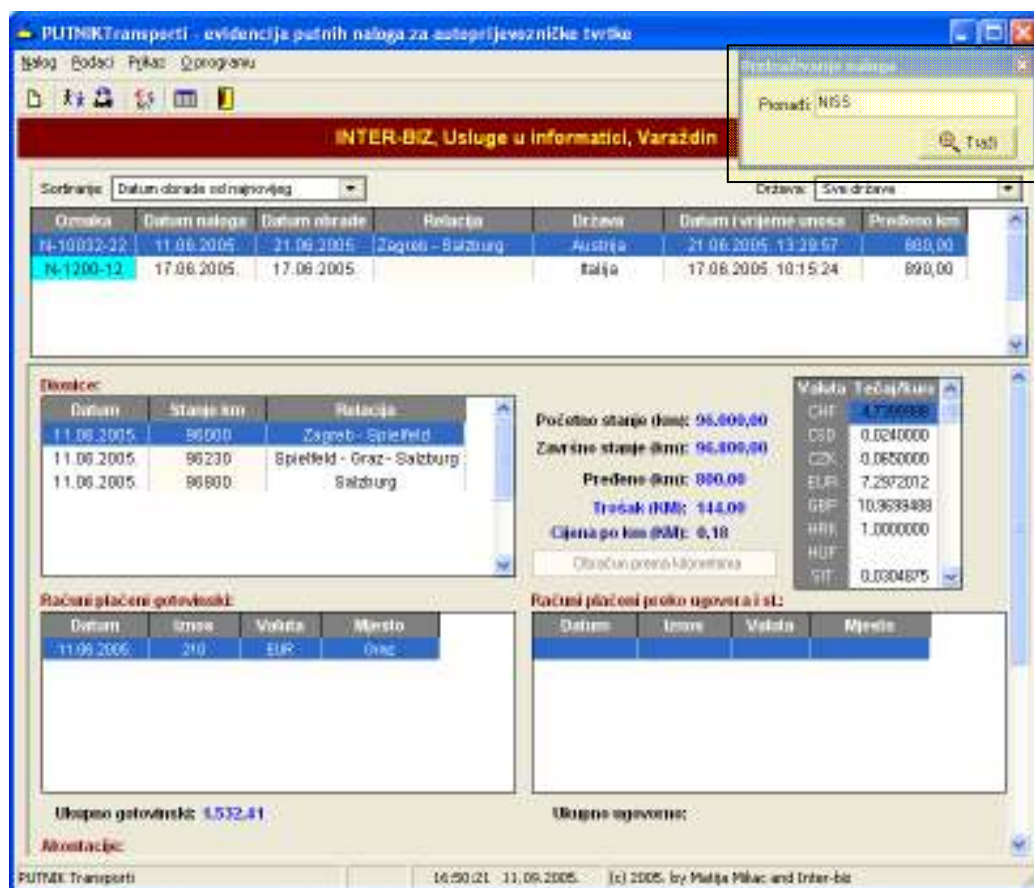 PUTNIKTransporti - evidencija putnih naloga za autoprijevozničke tvrtke
Nalog Podaci Prikaz O programu
Pronađi: NISS
Traži
INTER-BIZ, Usluge u informatici, Varaždin
Sortiranje Datum obrade od najnovijeg Država: Sve države
Oznaka Datum naloga Datum obrade Relacija Država Datum i vrijeme unosa Pređeno km
N-10032-22 11.06.2005. 21.06.2005. Zagreb - Salzburg Austrija 21.06.2005. 13:29:57 800,00
N-1200-12 17.06.2005. 17.06.2005. Italija 17.06.2005. 10:15:24 890,00
Dionice:
Datum Stanje km Relacija
11.06.2005. 96000 Zagreb - Spielfeld
11.06.2005. 96230 Spielfeld - Graz - Salzburg
11.06.2005. 96800 Salzburg
Početno stanje (km): 96.000,00
Završno stanje (km): 96.800,00
Pređeno (km): 800,00
Trošak (KM): 144,00
Cijena po km (KM): 0,18
Obračun prema kilometrima
Valuta Tečaj/kurs
CHF
CSD 0.0240000
CZK 0.0650000
EUR 7.2972012
GBP 10.9699488
HRK 1.0000000
HUF
SIT 0.0304875
Računi plaćeni gotovinski:
Datum Iznos Valuta Mjesto
11.06.2005. 210 EUR Graz
Računi plaćeni preko ugovora i sl.:
Datum Iznos Valuta Mjesto
Ukupno gotovinski: 1.532,41
Ukupno ugovorno:
Akontacije:
PUTNIK Transporti 16:50:21 11.09.2005. (c) 2005. by Matija Mikac and Inter-biz